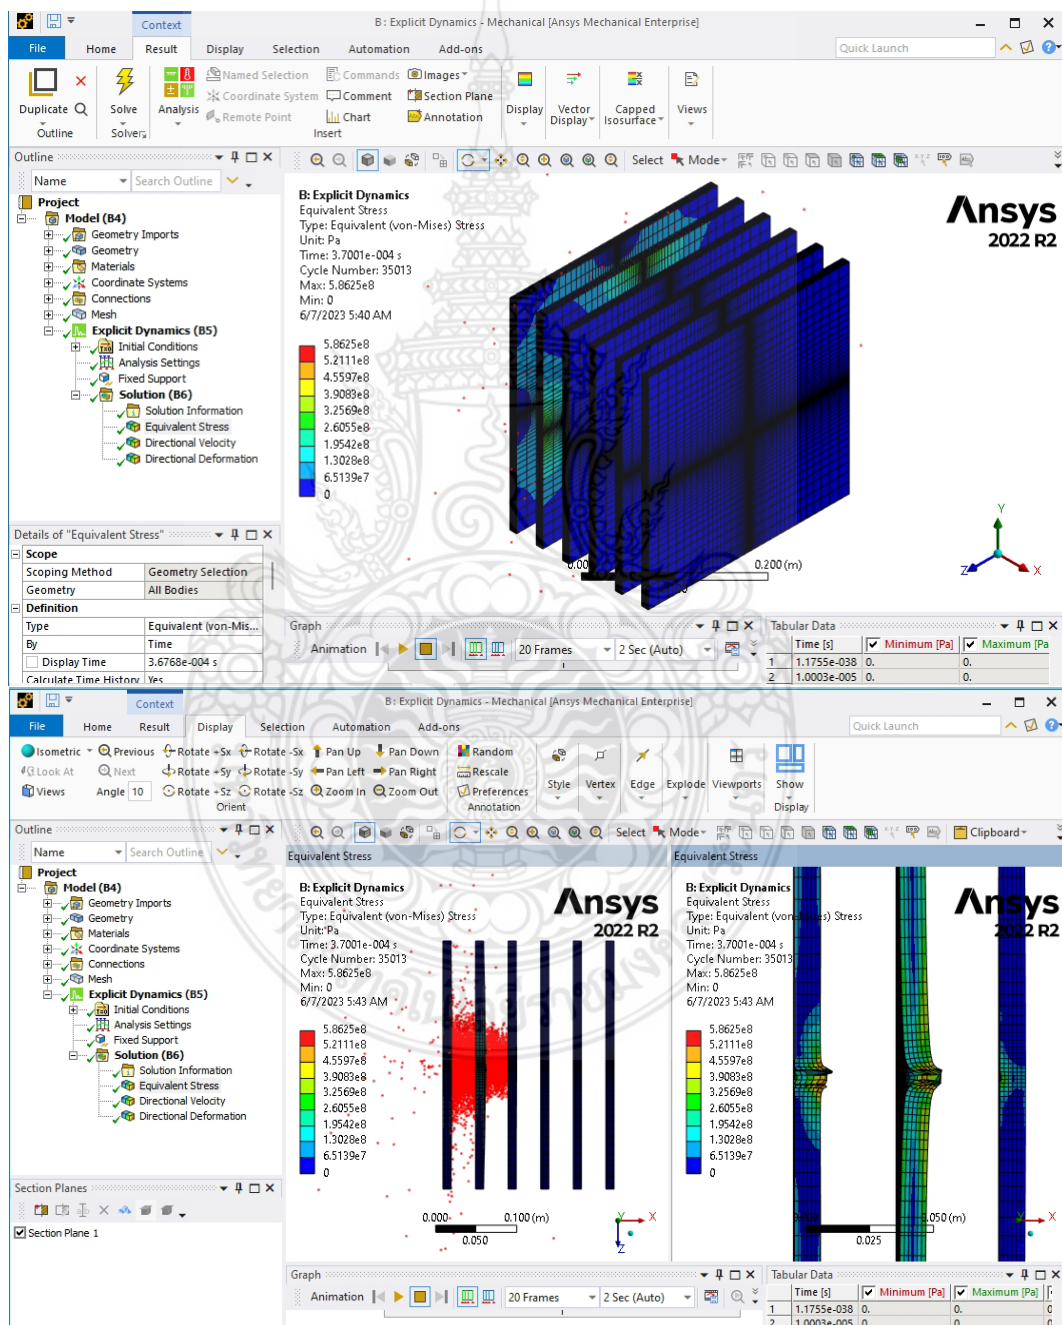 Context
B : Explicit Dynamics - Mechanical [Ansys Mechanical Enterprise]
File Home Result Display Selection Automation Add-ons Quick Launch
Named Selection Commands Images
Coordinate System Comment Section Plane
Remote Point Chart Annotation
Duplicate Solve Analysis Display Vector Display Capped Isosurface Views
Outline Solver Insert
Outline
Name Search Outline
Select Mode
Project
Model (B4)
Geometry Imports
Geometry
Materials
Coordinate Systems
Connections
Mesh
Explicit Dynamics (B5)
Initial Conditions
Analysis Settings
Fixed Support
Solution (B6)
Solution Information
Equivalent Stress
Directional Velocity
Directional Deformation
B: Explicit Dynamics
Equivalent Stress
Type: Equivalent (von-Mises) Stress
Unit: Pa
Time: 3.7001e-004 s
Cycle Number: 35013
Max: 5.8625e8
Min: 0
6/7/2023 5:40 AM
5.8625e8
5.2111e8
4.5597e8
3.9083e8
3.2569e8
2.6055e8
1.9542e8
1.3028e8
6.5139e7
0
Ansys
2022 R2
0.200 (m)
Y
Z X
Details of "Equivalent Stress"
Scope
Scoping Method Geometry Selection
Geometry All Bodies
Definition
Type Equivalent (von-Mis...
By Time
Display Time 3.6768e-004 s
Calculate Time History Yes
Graph
Animation 20 Frames 2 Sec (Auto)
Tabular Data
Time [s] Minimum [Pa] Maximum [Pa
1 1.1755e-038 0. 0.
2 1.0003e-005 0. 0.
Context
B : Explicit Dynamics - Mechanical [Ansys Mechanical Enterprise]
File Home Result Display Selection Automation Add-ons Quick Launch
Isometric Previous Rotate +Sx Rotate -Sx Pan Up Pan Down Random
Look At Next Rotate +Sy Rotate -Sy Pan Left Pan Right Rescale
Views Angle 10 Rotate +Sz Rotate -Sz Zoom In Zoom Out Preferences
Style Vertex Edge Explode Viewports Show
Orient Annotation Display
Outline
Name Search Outline
Select Mode Clipboard
Project
Model (B4)
Geometry Imports
Geometry
Materials
Coordinate Systems
Connections
Mesh
Explicit Dynamics (B5)
Initial Conditions
Analysis Settings
Fixed Support
Solution (B6)
Solution Information
Equivalent Stress
Directional Velocity
Directional Deformation
Section Planes
Section Plane 1
Equivalent Stress
B: Explicit Dynamics
Equivalent Stress
Type: Equivalent (von-Mises) Stress
Unit: Pa
Time: 3.7001e-004 s
Cycle Number: 35013
Max: 5.8625e8
Min: 0
6/7/2023 5:43 AM
5.8625e8
5.2111e8
4.5597e8
3.9083e8
3.2569e8
2.6055e8
1.9542e8
1.3028e8
6.5139e7
0
Ansys
2022 R2
0.000 0.100 (m)
0.050
Y X
Z
Equivalent Stress
B: Explicit Dynamics
Equivalent Stress
Type: Equivalent (von-Mises) Stress
Unit: Pa
Time: 3.7001e-004 s
Cycle Number: 35013
Max: 5.8625e8
Min: 0
6/7/2023 5:43 AM
5.8625e8
5.2111e8
4.5597e8
3.9083e8
3.2569e8
2.6055e8
1.9542e8
1.3028e8
6.5139e7
0
Ansys
2022 R2
.050 (m)
0.025
X
Z
Graph
Animation 20 Frames 2 Sec (Auto)
Tabular Data
Time [s] Minimum [Pa] Maximum [Pa]
1 1.1755e-038 0. 0. 0
2 1.0003e-005 0. 0. 0